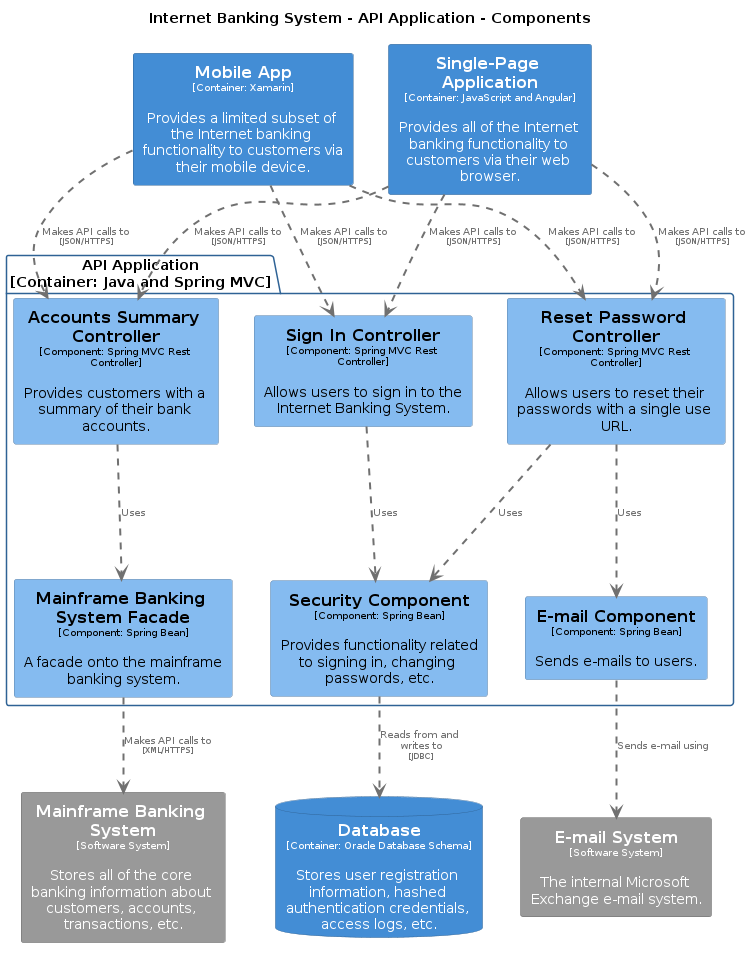 Internet Banking System - API Application - Components
Mobile App
[Container: Xamarin]
Provides a limited subset of
the Internet banking
functionality to customers via
their mobile device.
Single-Page
Application
[Container: JavaScript and Angular]
Provides all of the Internet
banking functionality to
customers via their web
browser.
Makes API calls to
[JSON/HTTPS]
Makes API calls to
[JSON/HTTPS]
Makes API calls to
[JSON/HTTPS]
Makes API calls to
[JSON/HTTPS]
Makes API calls to
[JSON/HTTPS]
Makes API calls to
[JSON/HTTPS]
API Application
[Container: Java and Spring MVC]
Accounts Summary
Controller
[Component: Spring MVC Rest
Controller]
Provides customers with a
summary of their bank
accounts.
Sign In Controller
[Component: Spring MVC Rest
Controller]
Allows users to sign in to the
Internet Banking System.
Reset Password
Controller
[Component: Spring MVC Rest
Controller]
Allows users to reset their
passwords with a single use
URL.
Uses
Uses
Uses
Uses
Mainframe Banking
System Facade
[Component: Spring Bean]
A facade onto the mainframe
banking system.
Security Component
[Component: Spring Bean]
Provides functionality related
to signing in, changing
passwords, etc.
E-mail Component
[Component: Spring Bean]
Sends e-mails to users.
Makes API calls to
[XML/HTTPS]
Reads from and
writes to
[JDBC]
Sends e-mail using
Mainframe Banking
System
[Software System]
Stores all of the core
banking information about
customers, accounts,
transactions, etc.
Database
[Container: Oracle Database Schema]
Stores user registration
information, hashed
authentication credentials,
access logs, etc.
E-mail System
[Software System]
The internal Microsoft
Exchange e-mail system.